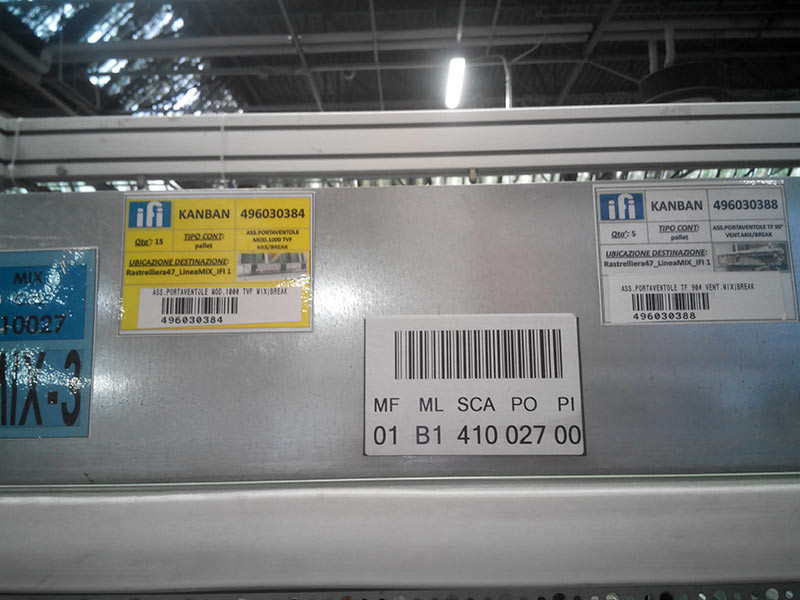 MIX
10027
MIX-3
ifi KANBAN 496030384
Qta': 15
TIPO CONT:
pallet
ASS.PORTAVENTOLE
MOD.1000 TVF
MIX/BREAK
UBICAZIONE DESTINAZIONE:
Rastrelliera47_LineaMIX_IFI 1
ASS.PORTAVENTOLE MOD.1000 TVF MIX/BREAK
496030384
MF ML SCA PO PI
01 B1 410 027 00
ifi KANBAN 496030388
Qta': 5
TIPO CONT:
pallet
ASS.PORTAVENTOLE TF 90°
VENT.MIX/BREAK
UBICAZIONE DESTINAZIONE:
Rastrelliera47_LineaMIX_IFI 1
ASS.PORTAVENTOLE TF 90# VENT.MIX/BREAK
496030388